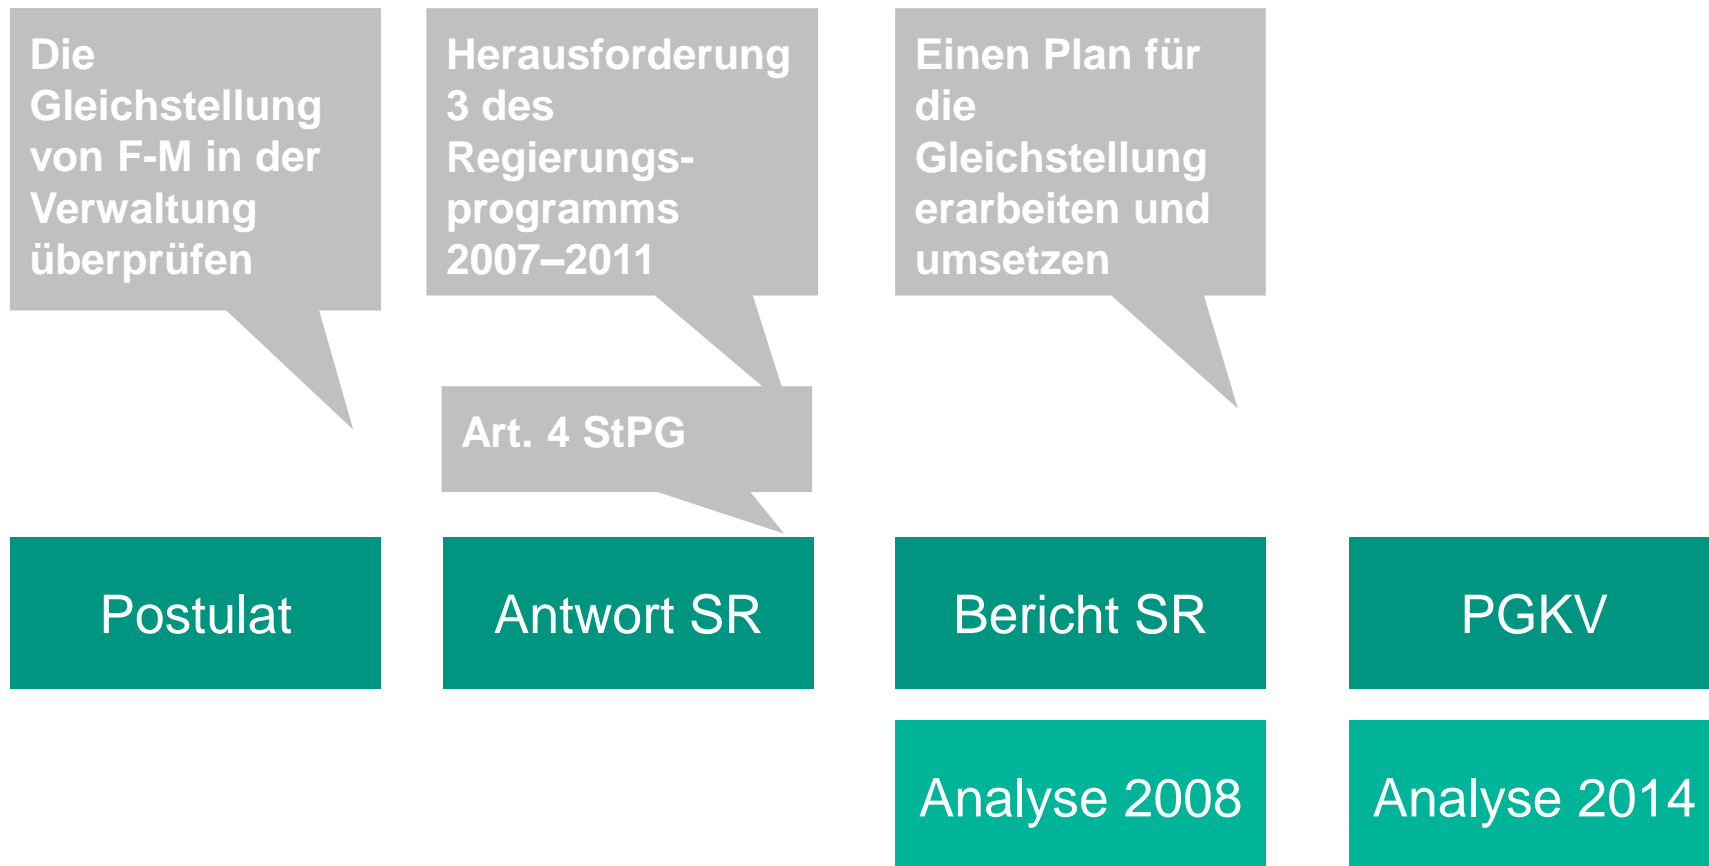 Die
Gleichstellung
von F-M in der
Verwaltung
überprüfen
Herausforderung
3 des
Regierungs-
programms
2007–2011
Einen Plan für
die
Gleichstellung
erarbeiten und
umsetzen
Art. 4 StPG
Postulat
Antwort SR
Bericht SR
PGKV
Analyse 2008
Analyse 2014